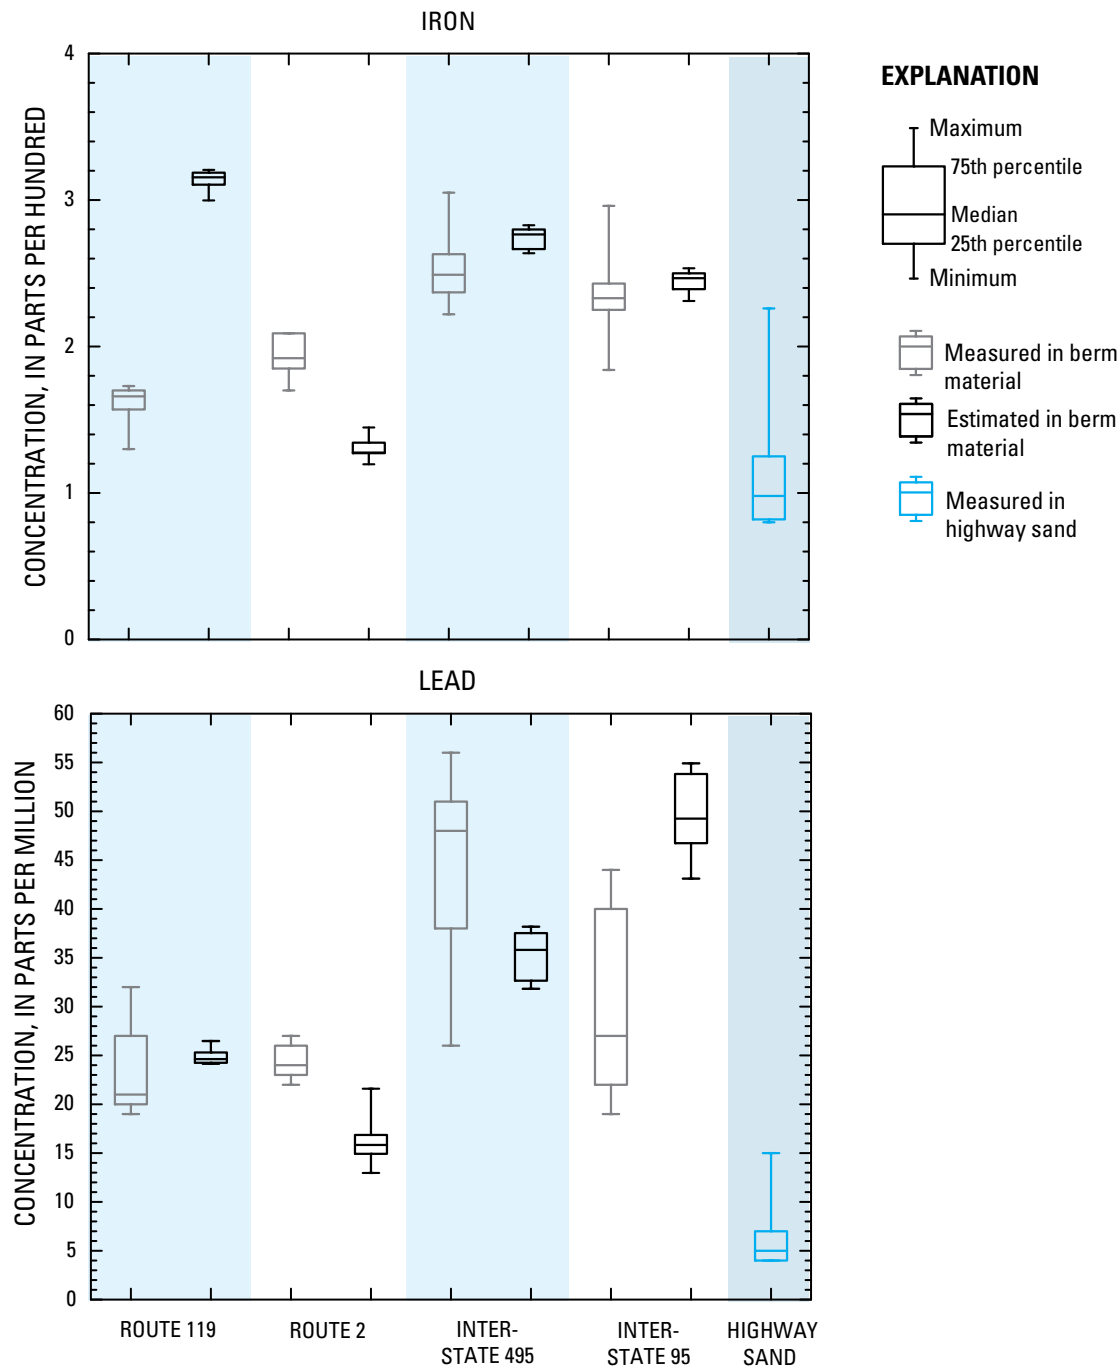 IRON
CONCENTRATION, IN PARTS PER HUNDRED
4
3
2
1
0
EXPLANATION
Maximum
75th percentile
Median
25th percentile
Minimum
Measured in berm
material
Estimated in berm
material
Measured in
highway sand
LEAD
CONCENTRATION, IN PARTS PER MILLION
60
55
50
45
40
35
30
25
20
15
10
5
0
ROUTE 119
ROUTE 2
INTER-
STATE 495
INTER-
STATE 95
HIGHWAY
SAND